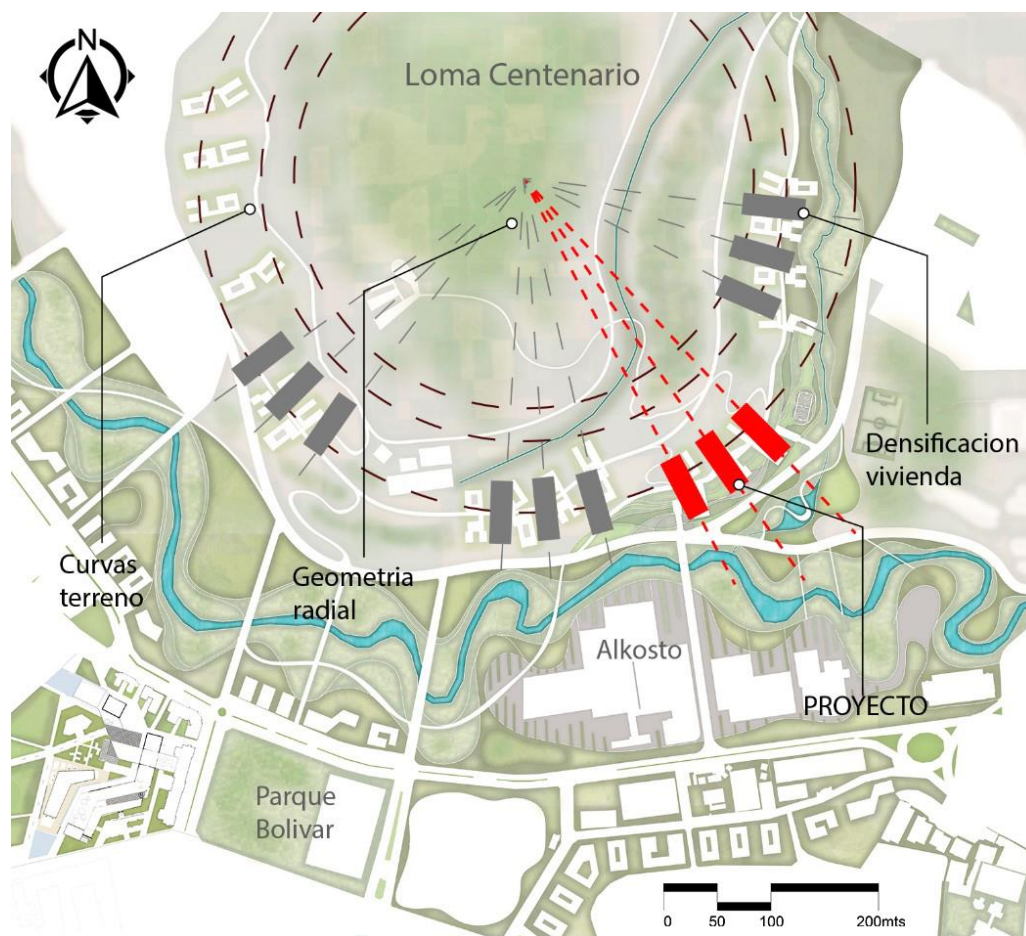 N
Loma Centenario
Densificacion
vivienda
Curvas
terreno
Geometria
radial
Alkosto
PROYECTO
Parque
Bolivar
0
50
100
200mts